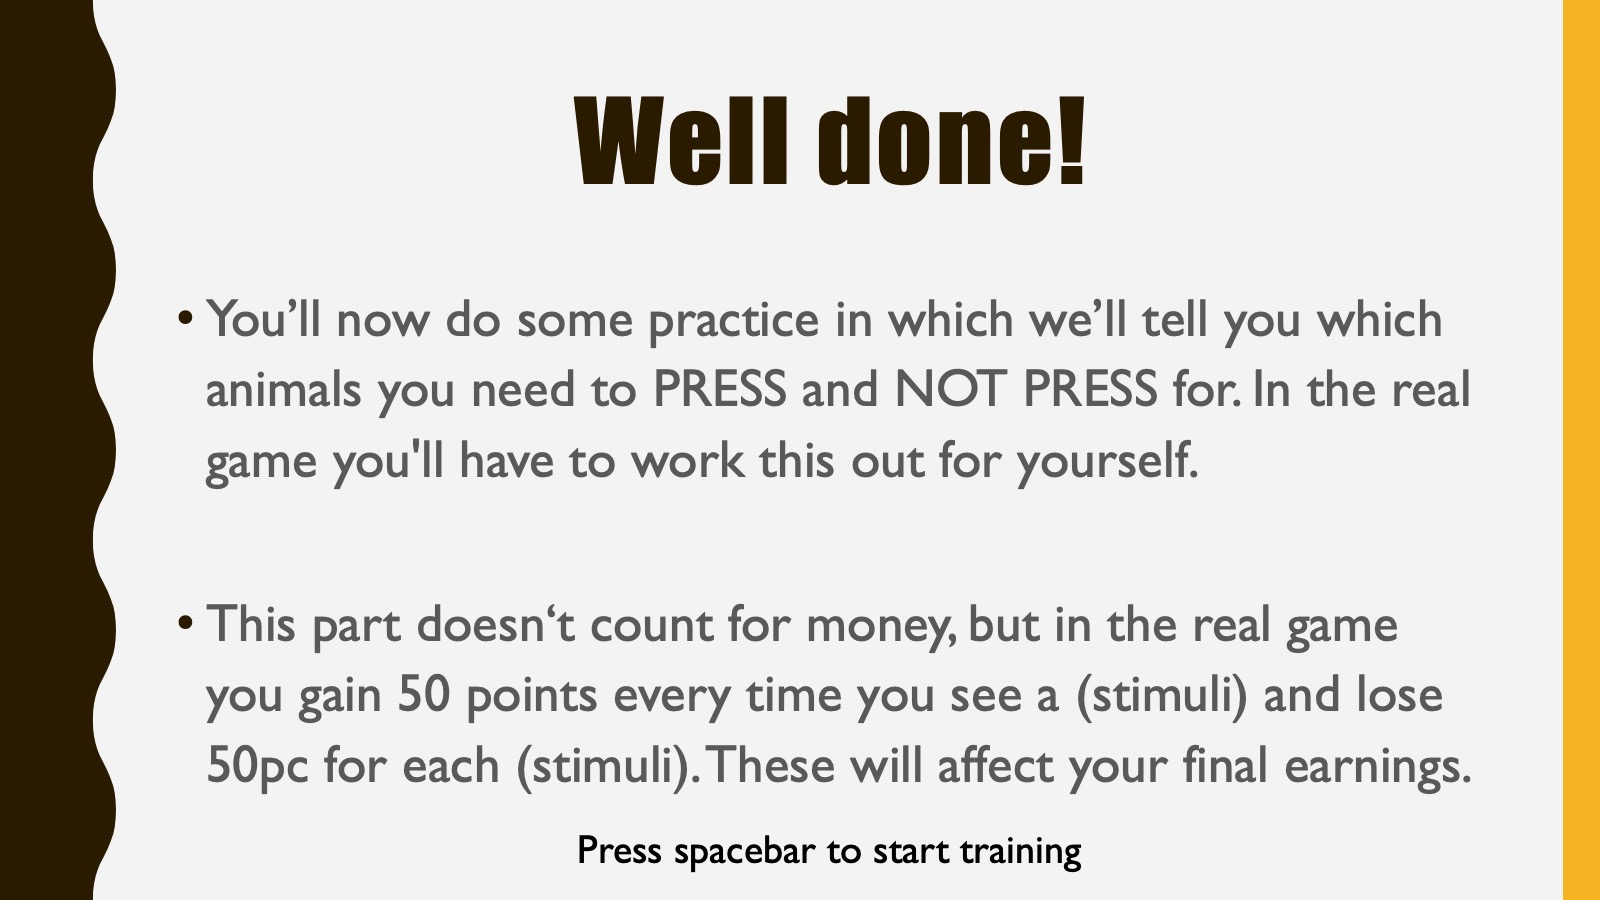 Well done!
• You’ll now do some practice in which we’ll tell you which
animals you need to PRESS and NOT PRESS for. In the real
game you'll have to work this out for yourself.
• This part doesn‘t count for money, but in the real game
you gain 50 points every time you see a (stimuli) and lose
50pc for each (stimuli). These will affect your final earnings.
Press spacebar to start training